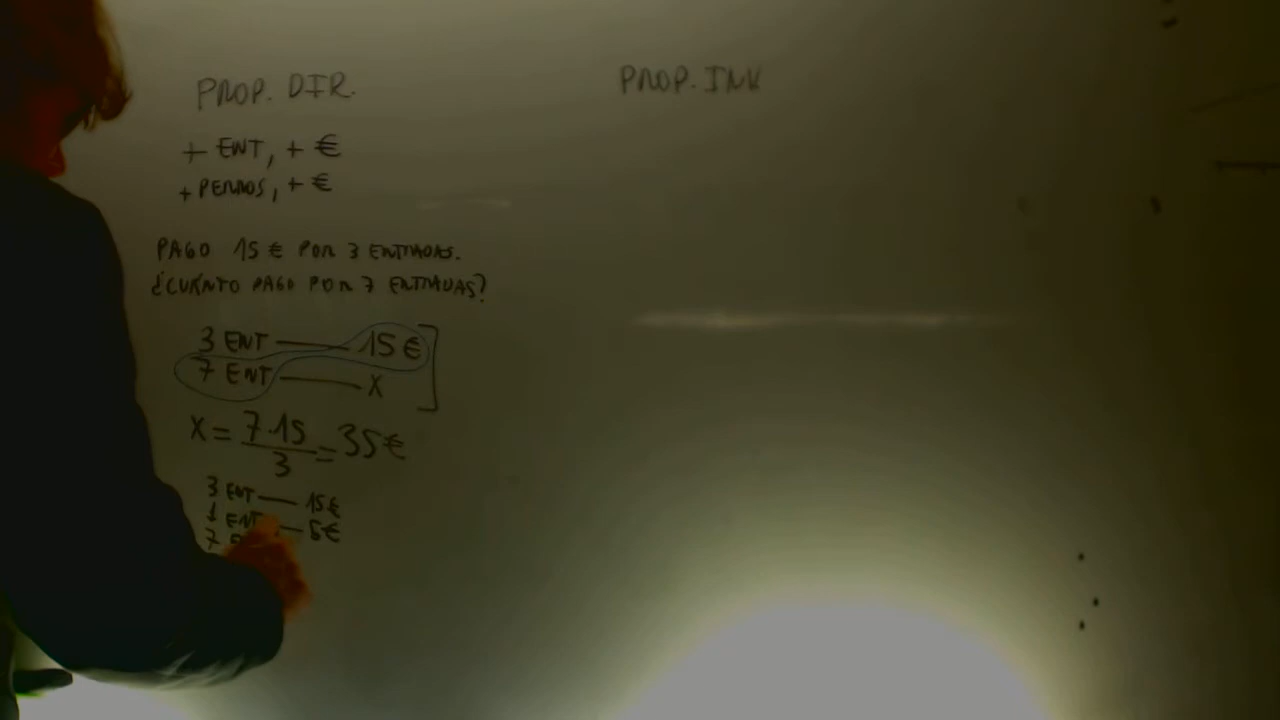 PROP. DIR.
+ ENT, + €
+ PERROS, + €
PAGO 15 € POR 3 ENTRADAS.
¿CUÁNTO PAGO POR 7 ENTRADAS?
3 ENT — 15 €
7 ENT — X
X = 7·15 / 3 = 35 €
3 ENT — 15 €
1 ENT — 5 €
7
PROP. INV